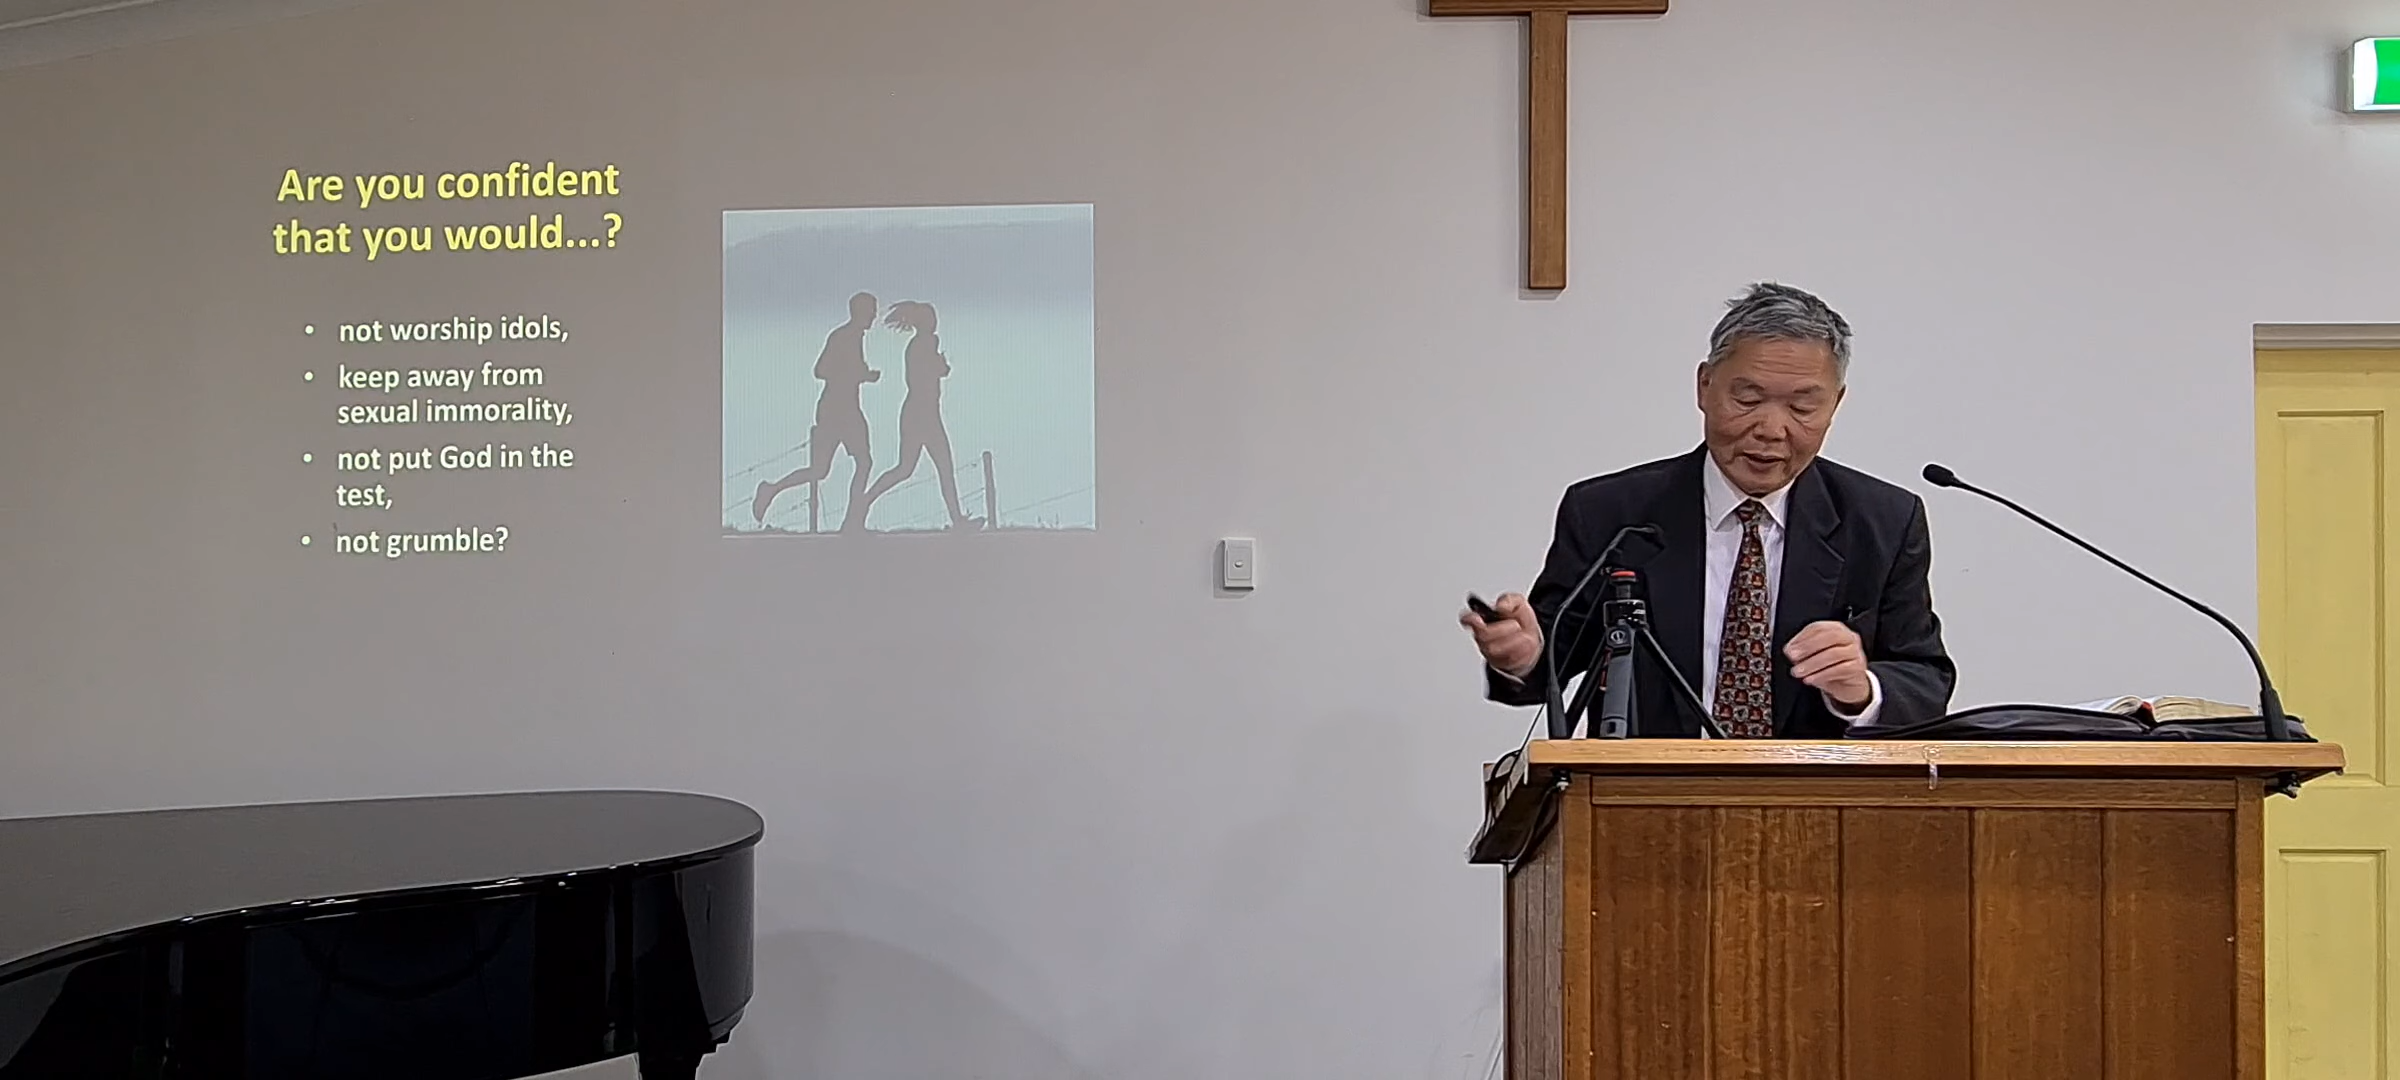 Are you confident
that you would...?
• not worship idols,
• keep away from
sexual immorality,
• not put God in the
test,
• not grumble?